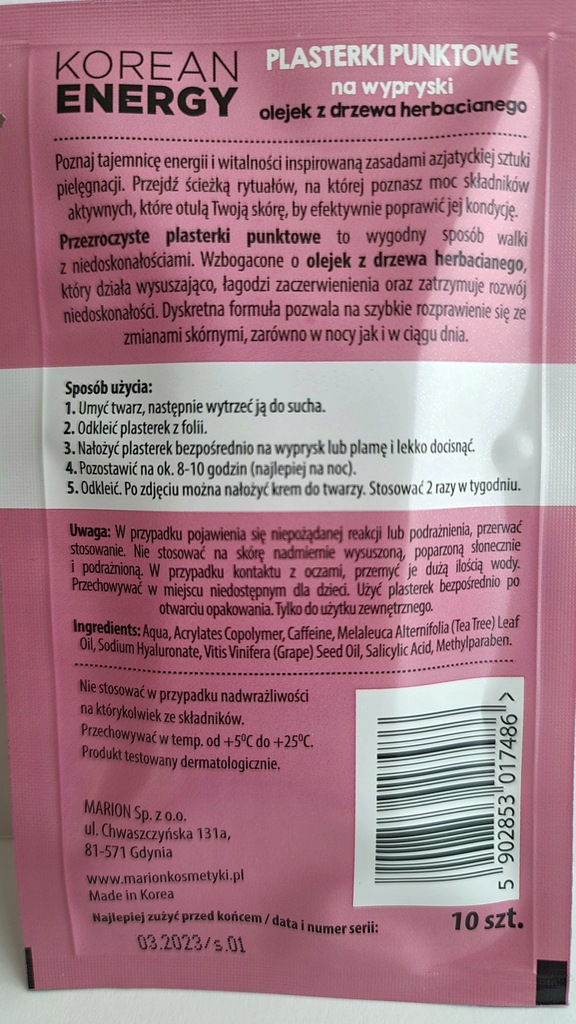 KOREAN
ENERGY
PLASTERKI PUNKTOWE
na wypryski
olejek z drzewa herbacianego
Poznaj tajemnicę energii i witalności inspirowaną zasadami azjatyckiej sztuki
pielęgnacji. Przejdź ścieżką rytuałów, na której poznasz moc składników
aktywnych, które otulą Twoją skórę, by efektywnie poprawić jej kondycję.
Przezroczyste plasterki punktowe to wygodny sposób walki
z niedoskonałościami. Wzbogacone o olejek z drzewa herbacianego,
który działa wysuszająco, łagodzi zaczerwienienia oraz zatrzymuje rozwój
niedoskonałości. Dyskretna formuła pozwala na szybkie rozprawienie się ze
zmianami skórnymi, zarówno w nocy jak i w ciągu dnia.
Sposób użycia:
1. Umyć twarz, następnie wytrzeć ją do sucha.
2. Odkleić plasterek z folii.
3. Nałożyć plasterek bezpośrednio na wyprysk lub plamę i lekko docisnąć.
4. Pozostawić na ok. 8-10 godzin (najlepiej na noc).
5. Odkleić. Po zdjęciu można nałożyć krem do twarzy. Stosować 2 razy w tygodniu.
Uwaga: W przypadku pojawienia się niepożądanej reakcji lub podrażnienia, przerwać
stosowanie. Nie stosować na skórę nadmiernie wysuszoną, poparzoną słonecznie
i podrażnioną. W przypadku kontaktu z oczami, przemyć je dużą ilością wody.
Przechowywać w miejscu niedostępnym dla dzieci. Użyć plasterek bezpośrednio po
otwarciu opakowania. Tylko do użytku zewnętrznego.
Ingredients: Aqua, Acrylates Copolymer, Caffeine, Melaleuca Alternifolia (Tea Tree) Leaf
Oil, Sodium Hyaluronate, Vitis Vinifera (Grape) Seed Oil, Salicylic Acid, Methylparaben.
Nie stosować w przypadku nadwrażliwości
na którykolwiek ze składników.
Przechowywać w temp. od +5°C do +25°C.
Produkt testowany dermatologicznie.
MARION Sp. z o.o.
ul. Chwaszczyńska 131a,
81-571 Gdynia
www.marionkosmetyki.pl
Made in Korea
Najlepiej zużyć przed końcem / data i numer serii:
03.2023/s.01
5 902853 017486 >
10 szt.